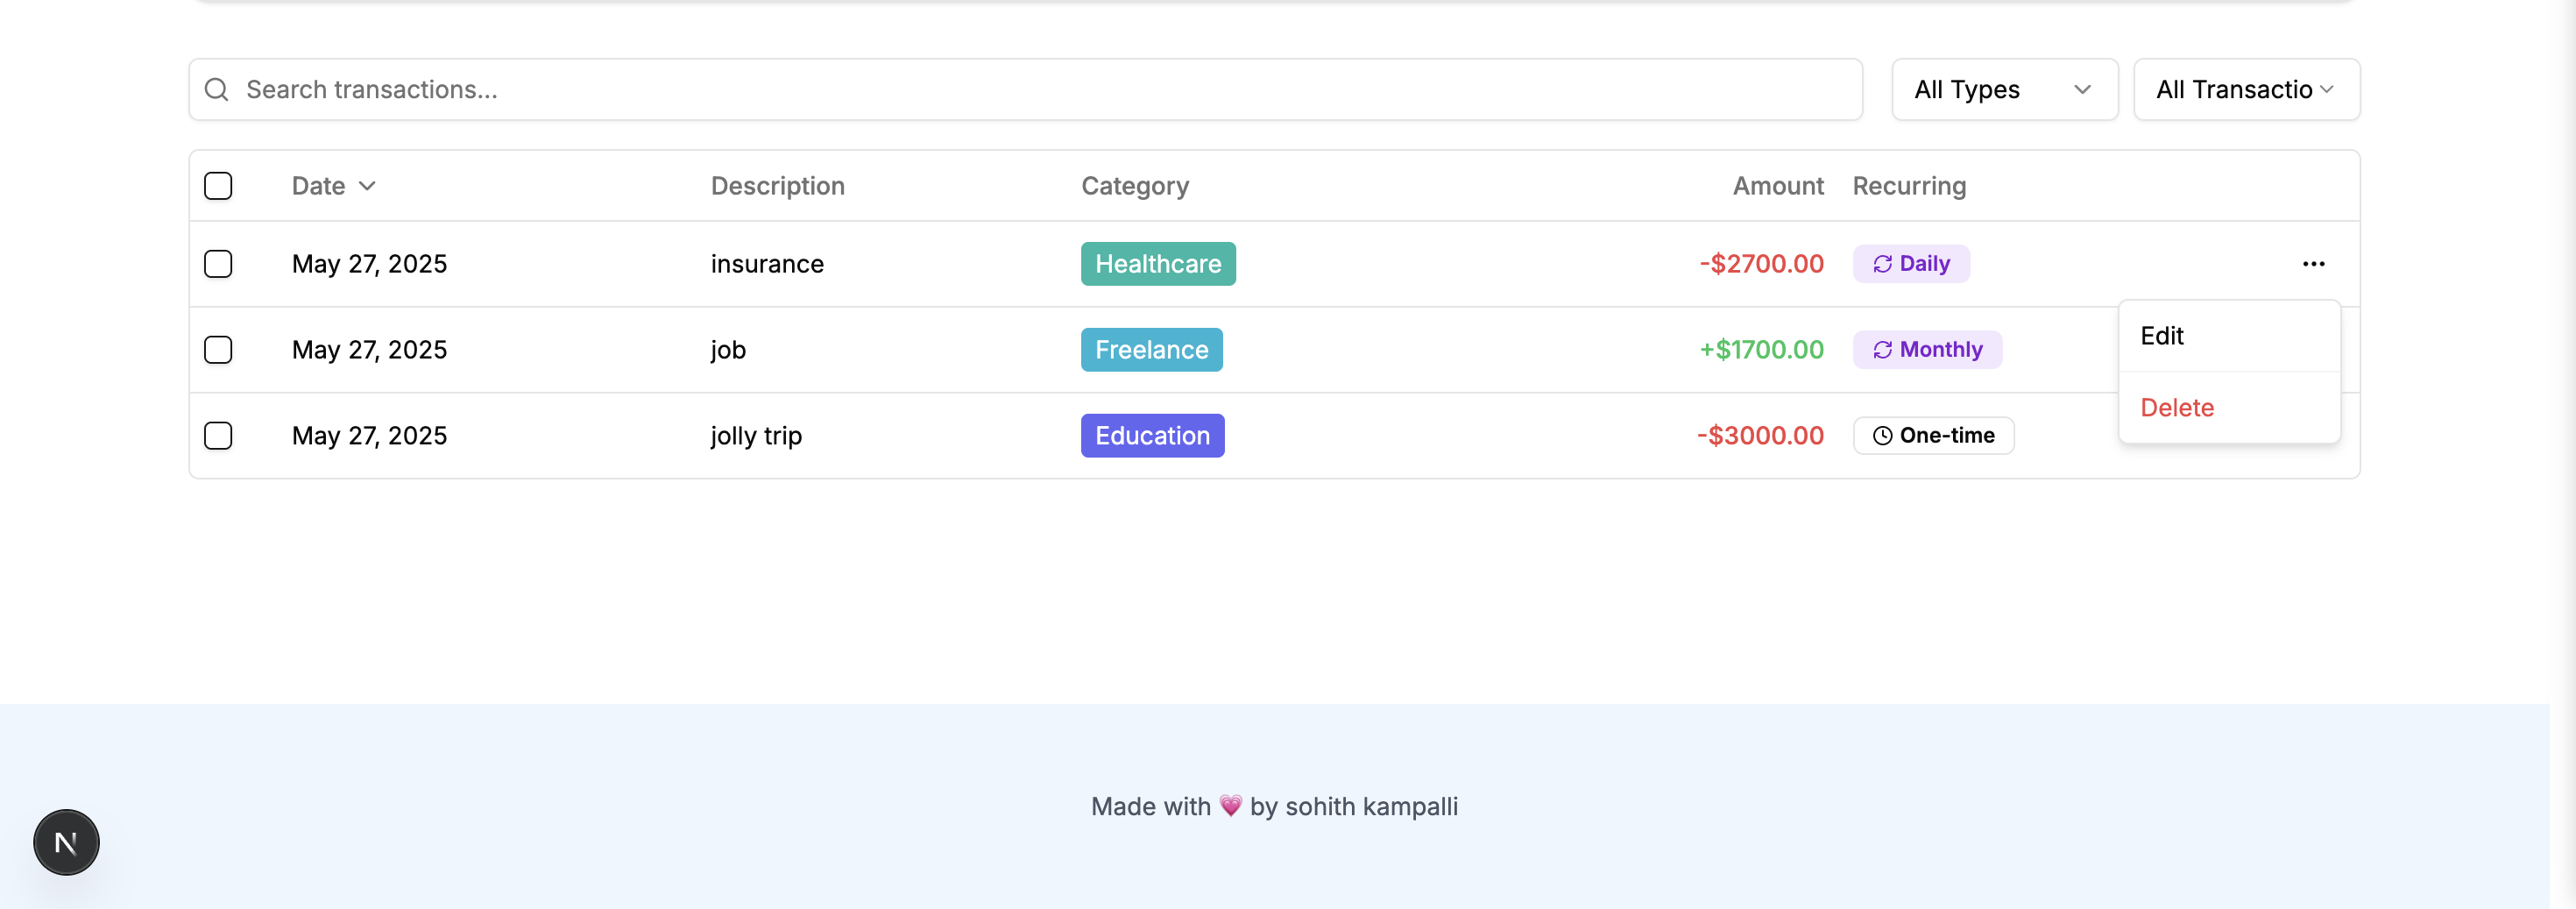 Search transactions...
All Types
All Transactio
Date Description Category Amount Recurring
May 27, 2025 insurance Healthcare -$2700.00 Daily
Edit
May 27, 2025 job Freelance +$1700.00 Monthly
Delete
May 27, 2025 jolly trip Education -$3000.00 One-time
Made with 💗 by sohith kampalli
N